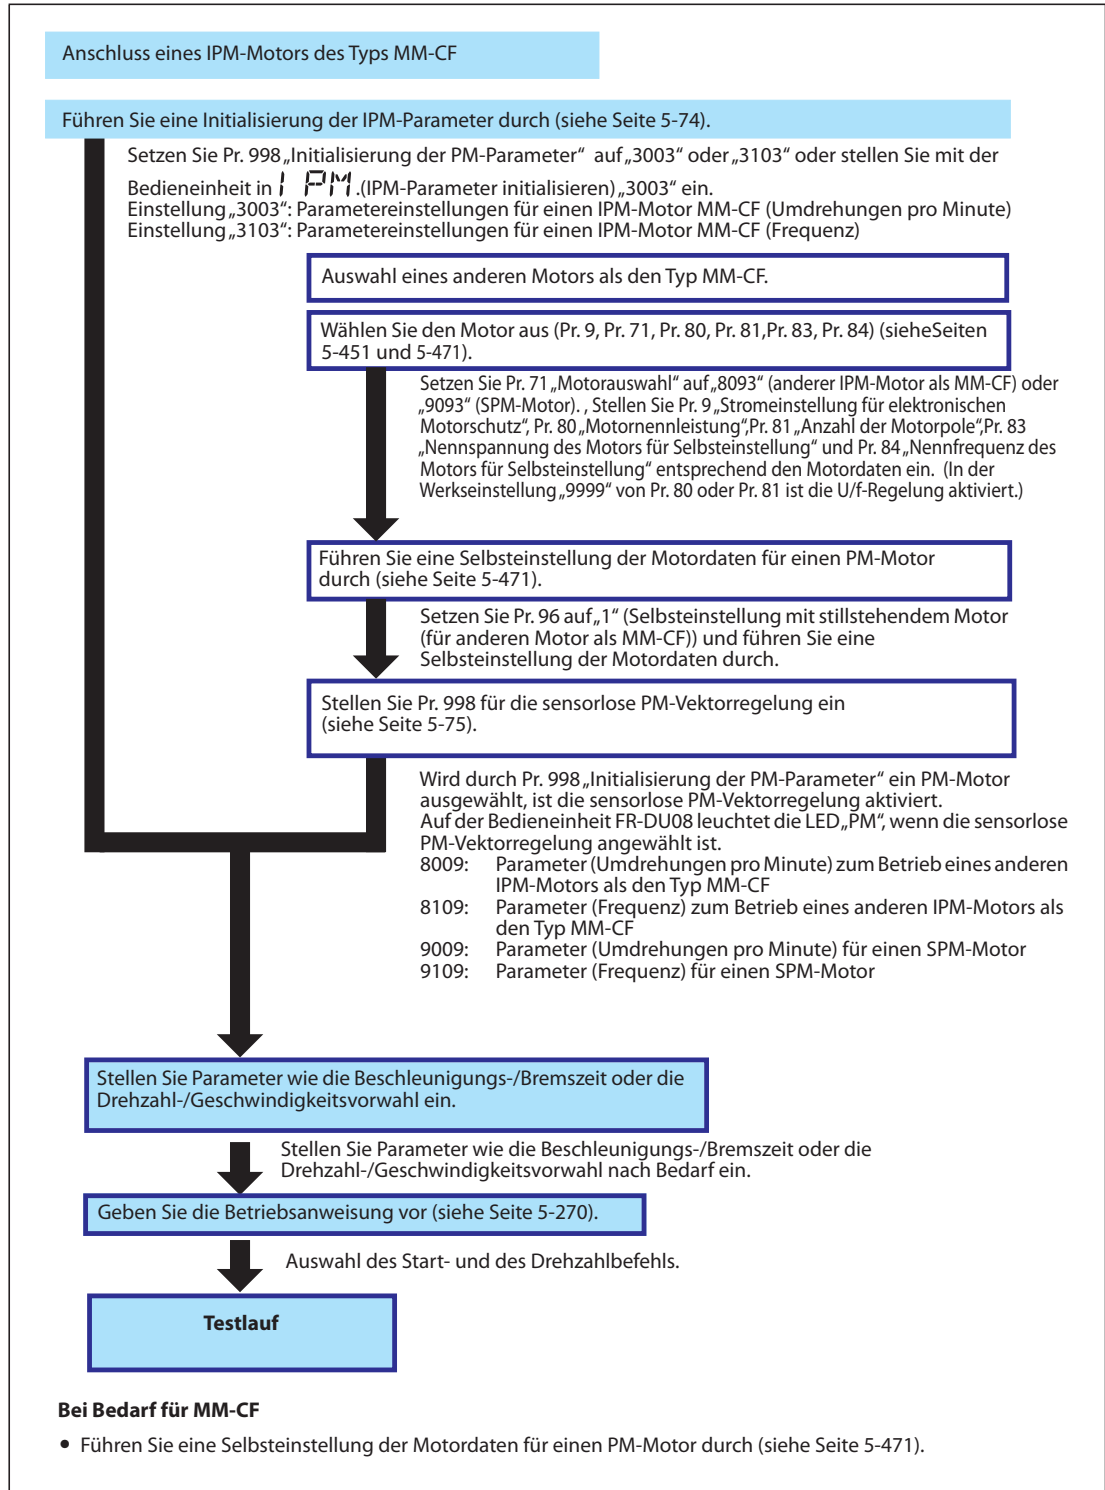 Anschluss eines IPM-Motors des Typs MM-CF
Führen Sie eine Initialisierung der IPM-Parameter durch (siehe Seite 5-74).
Setzen Sie Pr. 998 „Initialisierung der PM-Parameter“ auf „3003“ oder „3103“ oder stellen Sie mit der
Bedieneinheit in I PM .(IPM-Parameter initialisieren) „3003“ ein.
Einstellung „3003“: Parametereinstellungen für einen IPM-Motor MM-CF (Umdrehungen pro Minute)
Einstellung „3103“: Parametereinstellungen für einen IPM-Motor MM-CF (Frequenz)
Auswahl eines anderen Motors als den Typ MM-CF.
Wählen Sie den Motor aus (Pr. 9, Pr. 71, Pr. 80, Pr. 81,Pr. 83, Pr. 84) (sieheSeiten
5-451 und 5-471).
Setzen Sie Pr. 71 „Motorauswahl“ auf „8093“ (anderer IPM-Motor als MM-CF) oder
„9093“ (SPM-Motor). , Stellen Sie Pr. 9 „Stromeinstellung für elektronischen
Motorschutz“, Pr. 80 „Motornennleistung“,Pr. 81 „Anzahl der Motorpole“,Pr. 83
„Nennspannung des Motors für Selbsteinstellung“ und Pr. 84 „Nennfrequenz des
Motors für Selbsteinstellung“ entsprechend den Motordaten ein. (In der
Werkseinstellung „9999“ von Pr. 80 oder Pr. 81 ist die U/f-Regelung aktiviert.)
Führen Sie eine Selbsteinstellung der Motordaten für einen PM-Motor
durch (siehe Seite 5-471).
Setzen Sie Pr. 96 auf „1“ (Selbsteinstellung mit stillstehendem Motor
(für anderen Motor als MM-CF)) und führen Sie eine
Selbsteinstellung der Motordaten durch.
Stellen Sie Pr. 998 für die sensorlose PM-Vektorregelung ein
(siehe Seite 5-75).
Wird durch Pr. 998 „Initialisierung der PM-Parameter“ ein PM-Motor
ausgewählt, ist die sensorlose PM-Vektorregelung aktiviert.
Auf der Bedieneinheit FR-DU08 leuchtet die LED „PM“, wenn die sensorlose
PM-Vektorregelung angewählt ist.
8009: Parameter (Umdrehungen pro Minute) zum Betrieb eines anderen
IPM-Motors als den Typ MM-CF
8109: Parameter (Frequenz) zum Betrieb eines anderen IPM-Motors als
den Typ MM-CF
9009: Parameter (Umdrehungen pro Minute) für einen SPM-Motor
9109: Parameter (Frequenz) für einen SPM-Motor
Stellen Sie Parameter wie die Beschleunigungs-/Bremszeit oder die
Drehzahl-/Geschwindigkeitsvorwahl ein.
Stellen Sie Parameter wie die Beschleunigungs-/Bremszeit oder die
Drehzahl-/Geschwindigkeitsvorwahl nach Bedarf ein.
Geben Sie die Betriebsanweisung vor (siehe Seite 5-270).
Auswahl des Start- und des Drehzahlbefehls.
Testlauf
Bei Bedarf für MM-CF
• Führen Sie eine Selbsteinstellung der Motordaten für einen PM-Motor durch (siehe Seite 5-471).